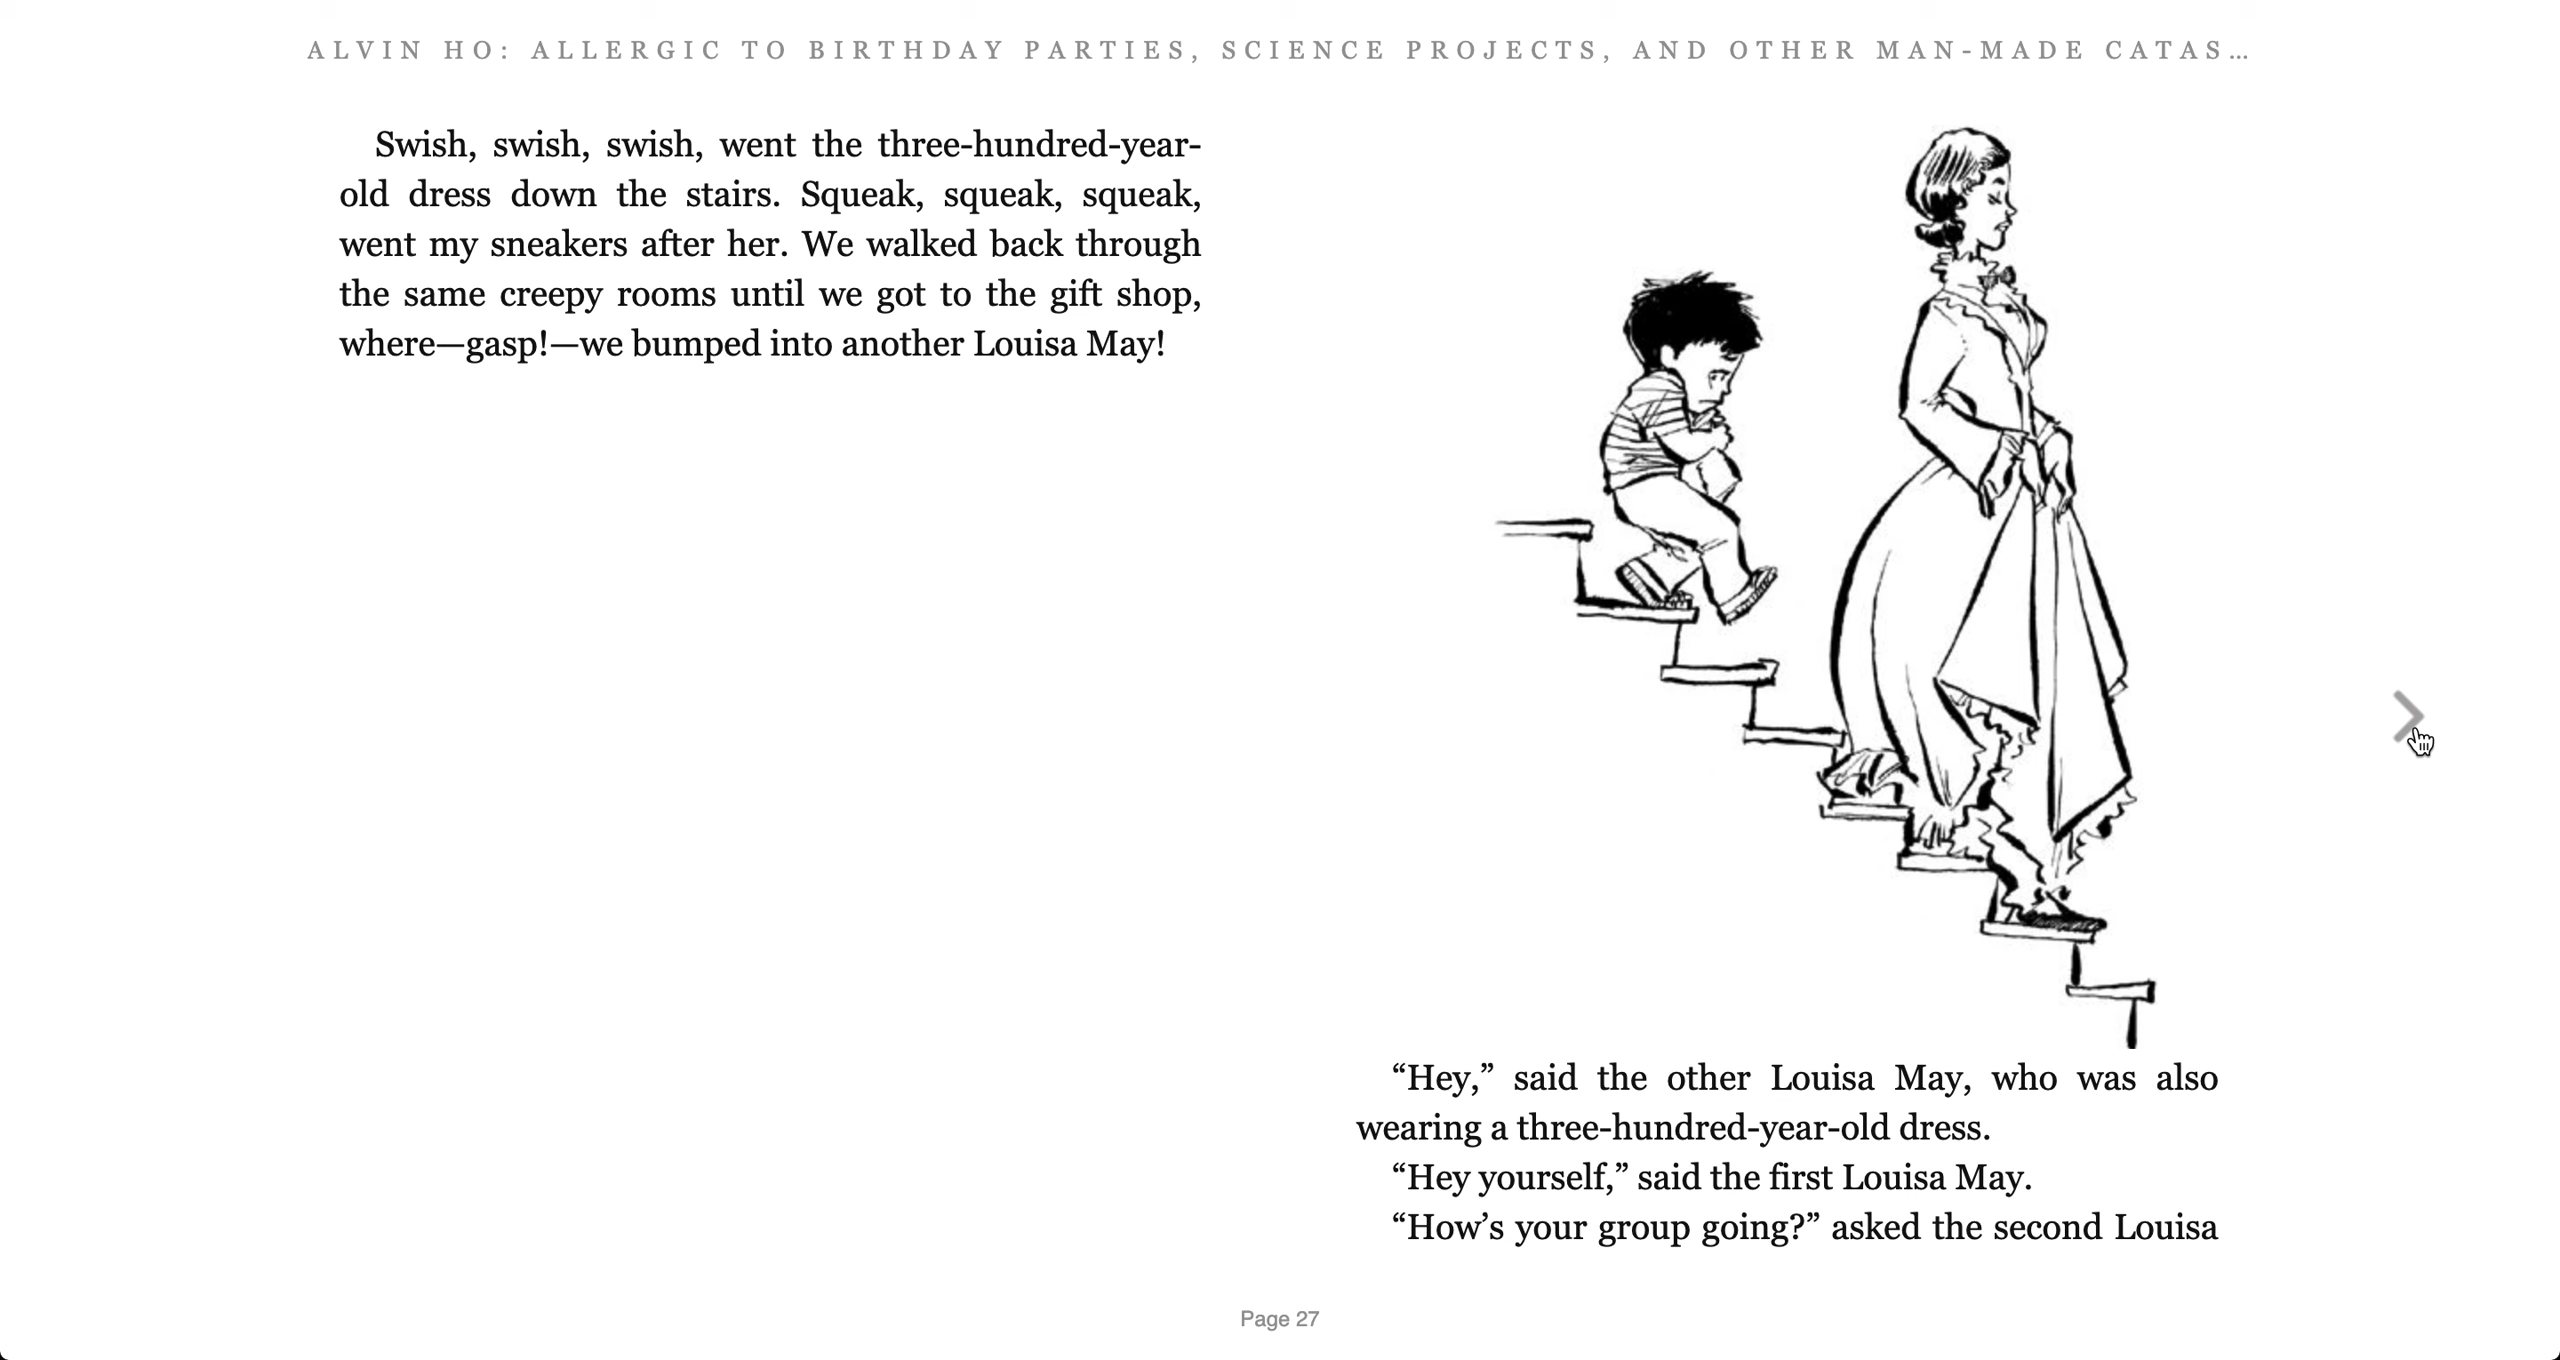 ALVIN HO: ALLERGIC TO BIRTHDAY PARTIES, SCIENCE PROJECTS, AND OTHER MAN-MADE CATAS…
Swish, swish, swish, went the three-hundred-year-
old dress down the stairs. Squeak, squeak, squeak,
went my sneakers after her. We walked back through
the same creepy rooms until we got to the gift shop,
where—gasp!—we bumped into another Louisa May!
“Hey,” said the other Louisa May, who was also
wearing a three-hundred-year-old dress.
“Hey yourself,” said the first Louisa May.
“How’s your group going?” asked the second Louisa
Page 27